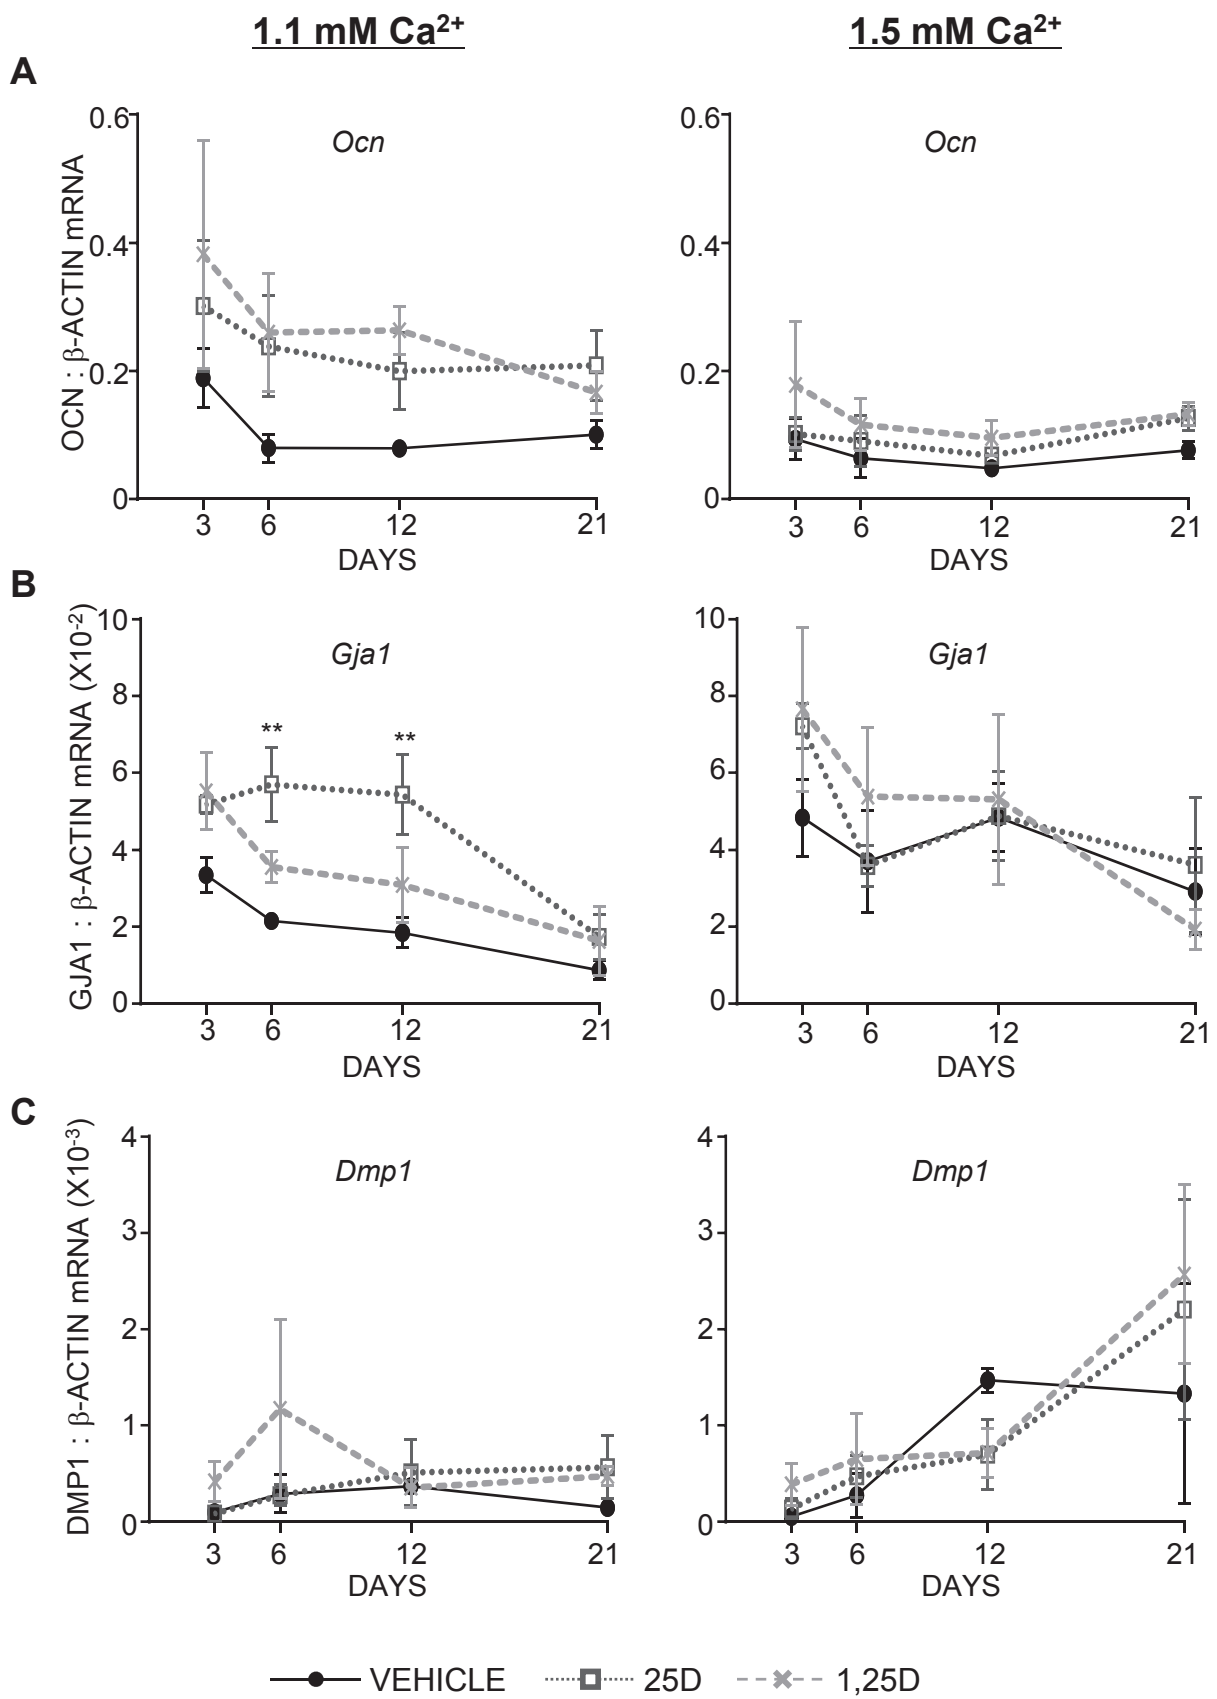 1.1 mM Ca²⁺
1.5 mM Ca²⁺
A
OCN : β-ACTIN mRNA
0.6
0.4
0.2
0
Ocn
3 6 12 21
DAYS
0.6
0.4
0.2
0
Ocn
3 6 12 21
DAYS
B
GJA1 : β-ACTIN mRNA (X10⁻²)
10
8
6
4
2
0
Gja1
**
**
3 6 12 21
DAYS
10
8
6
4
2
0
Gja1
3 6 12 21
DAYS
C
DMP1 : β-ACTIN mRNA (X10⁻³)
4
3
2
1
0
Dmp1
3 6 12 21
DAYS
4
3
2
1
0
Dmp1
3 6 12 21
DAYS
VEHICLE 25D 1,25D